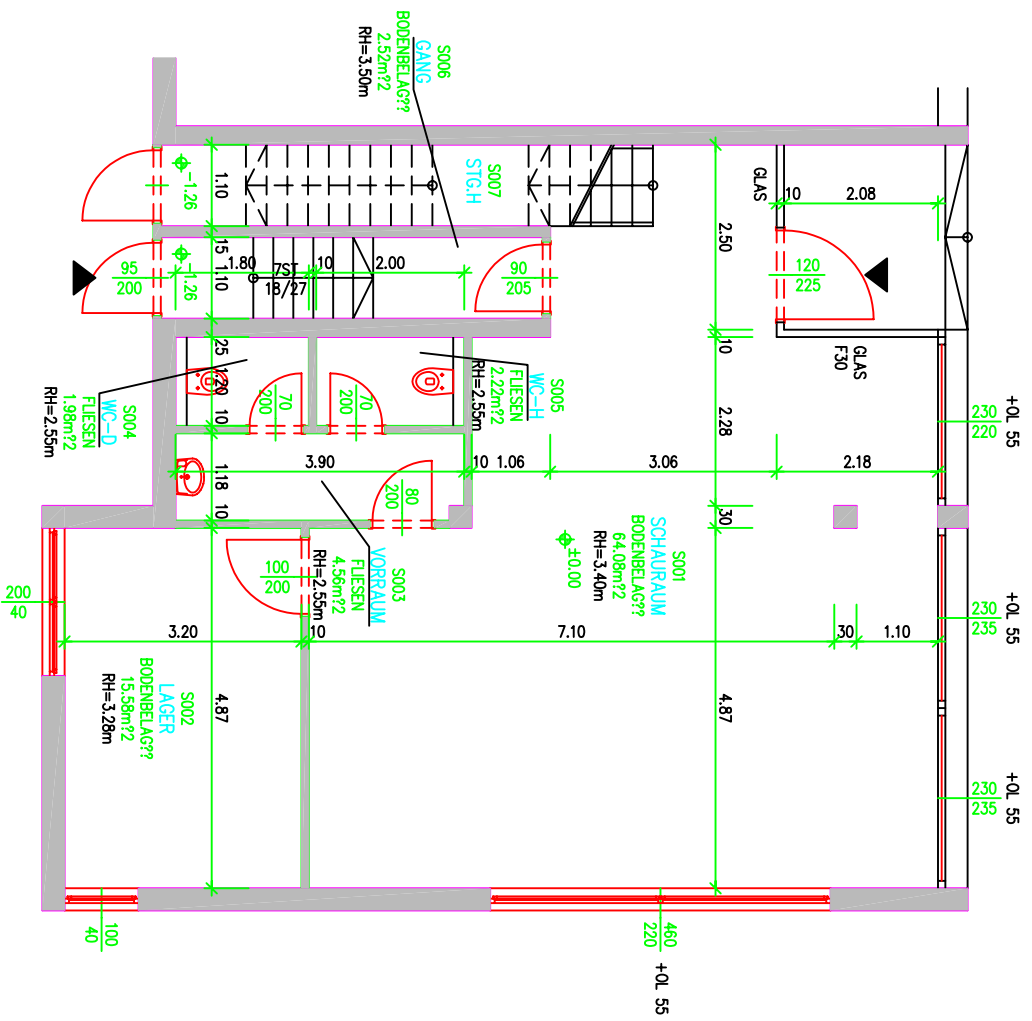 S006
GANG
BODENBELAG??
2.52m?2
RH=3.50m
S007
STG.H
GLAS
10
2.08
1.10
-1.26
2.50
120
225
15
1.10
-1.26
95
200
1.80
7ST
18/27
10
2.00
90
205
10
GLAS
F30
25
1.20
10
70
200
70
200
S005
WC-H
FLIESEN
2.22m?2
RH=2.55m
S004
WC-D
FLIESEN
1.98m?2
RH=2.55m
2.28
+OL 55
230
220
3.90
10
1.06
3.06
2.18
1.18
10
80
200
30
S001
SCHAURAUM
BODENBELAG??
64.08m?2
RH=3.40m
±0.00
S003
VORRAUM
FLIESEN
4.56m?2
RH=2.55m
100
200
200
40
+OL 55
230
235
3.20
10
7.10
.30
1.10
S002
LAGER
BODENBELAG??
15.58m?2
RH=3.28m
4.87
4.87
+OL 55
230
235
100
40
460
220
+OL 55